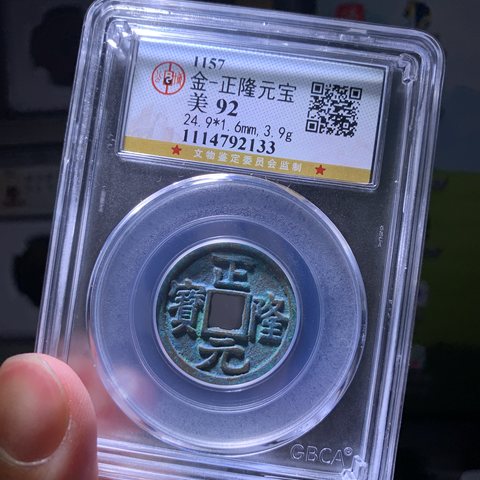 1157
金-正隆元宝
美 92
24.9*1.6mm,3.9g
1114792133
★ 文物鉴定委员会监制 ★
正
寶 隆
元
GBCA®